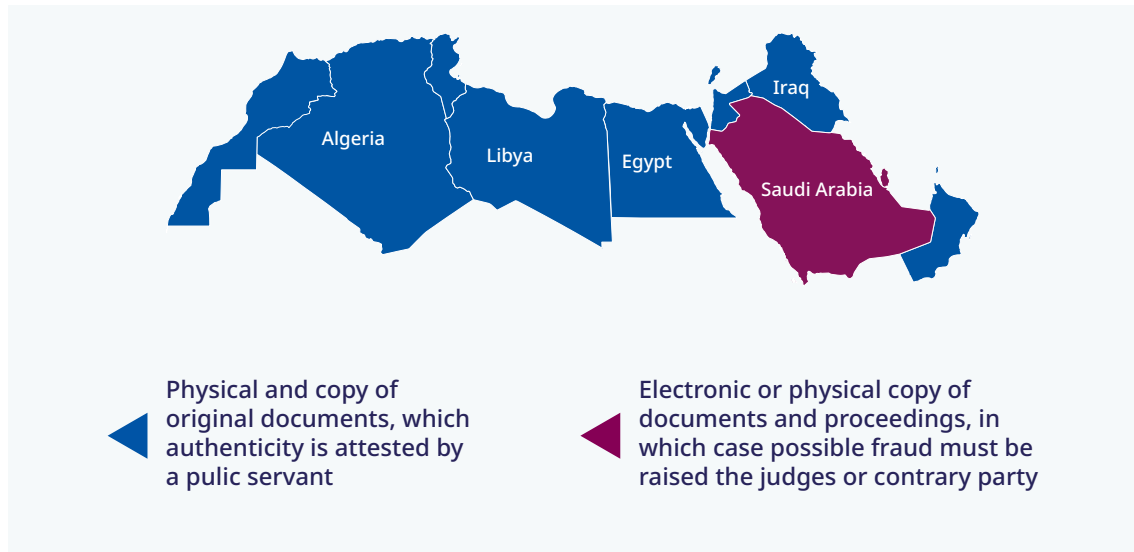 Iraq
Algeria
Libya
Egypt
Saudi Arabia
Physical and copy of
original documents, which
authenticity is attested by
a pulic servant
Electronic or physical copy of
documents and proceedings, in
which case possible fraud must be
raised the judges or contrary party